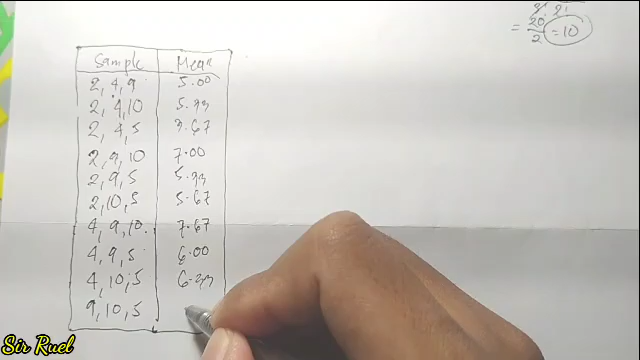 2! 2!
= 20/2 = 10
Sample Mean
2, 4, 9 5.00
2, 4, 10 5.33
2, 4, 5 3.67
2, 9, 10 7.00
2, 9, 5 5.33
2, 10, 5 5.67
4, 9, 10 7.67
4, 9, 5 6.00
4, 10, 5 6.33
9, 10, 5
Sir Ruel